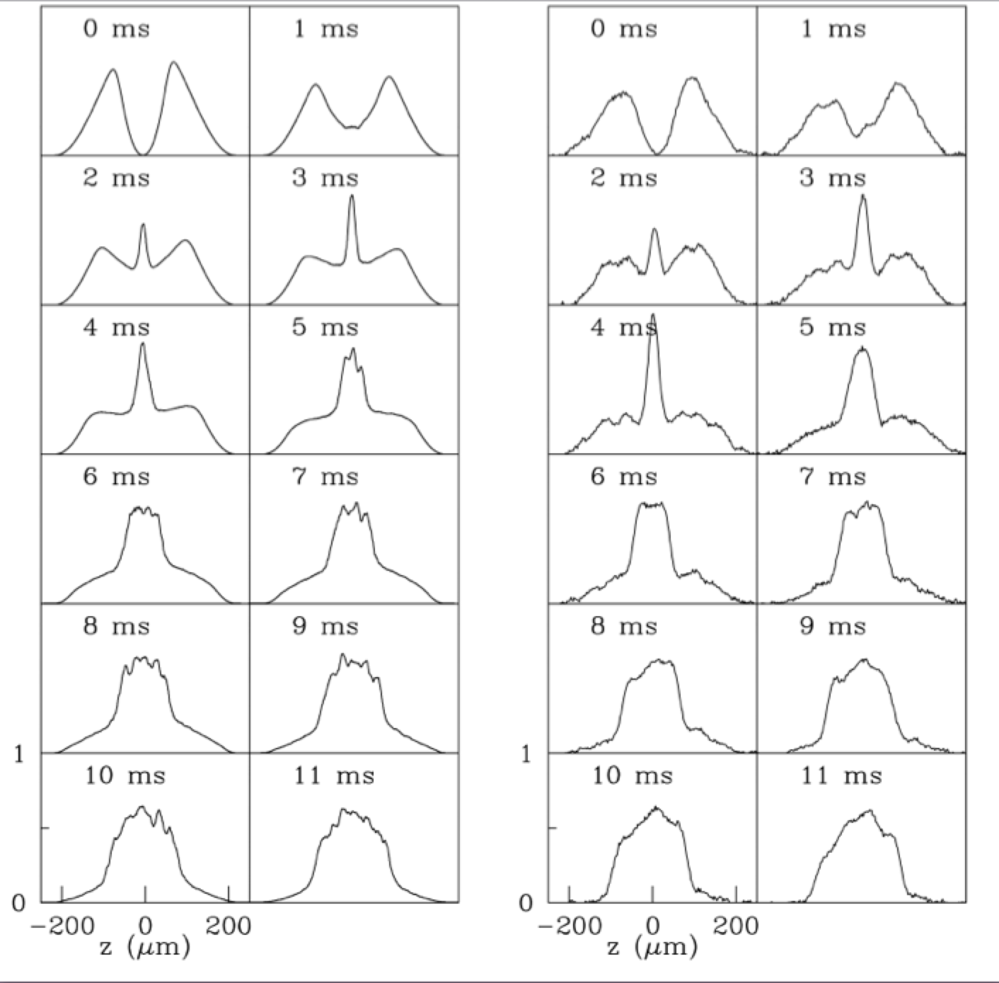 0 ms 1 ms 0 ms 1 ms
2 ms 3 ms 2 ms 3 ms
4 ms 5 ms 4 ms 5 ms
6 ms 7 ms 6 ms 7 ms
8 ms 9 ms 8 ms 9 ms
1 1
10 ms 11 ms 10 ms 11 ms
0 0
−200 0 200 −200 0 200
z (μm) z (μm)